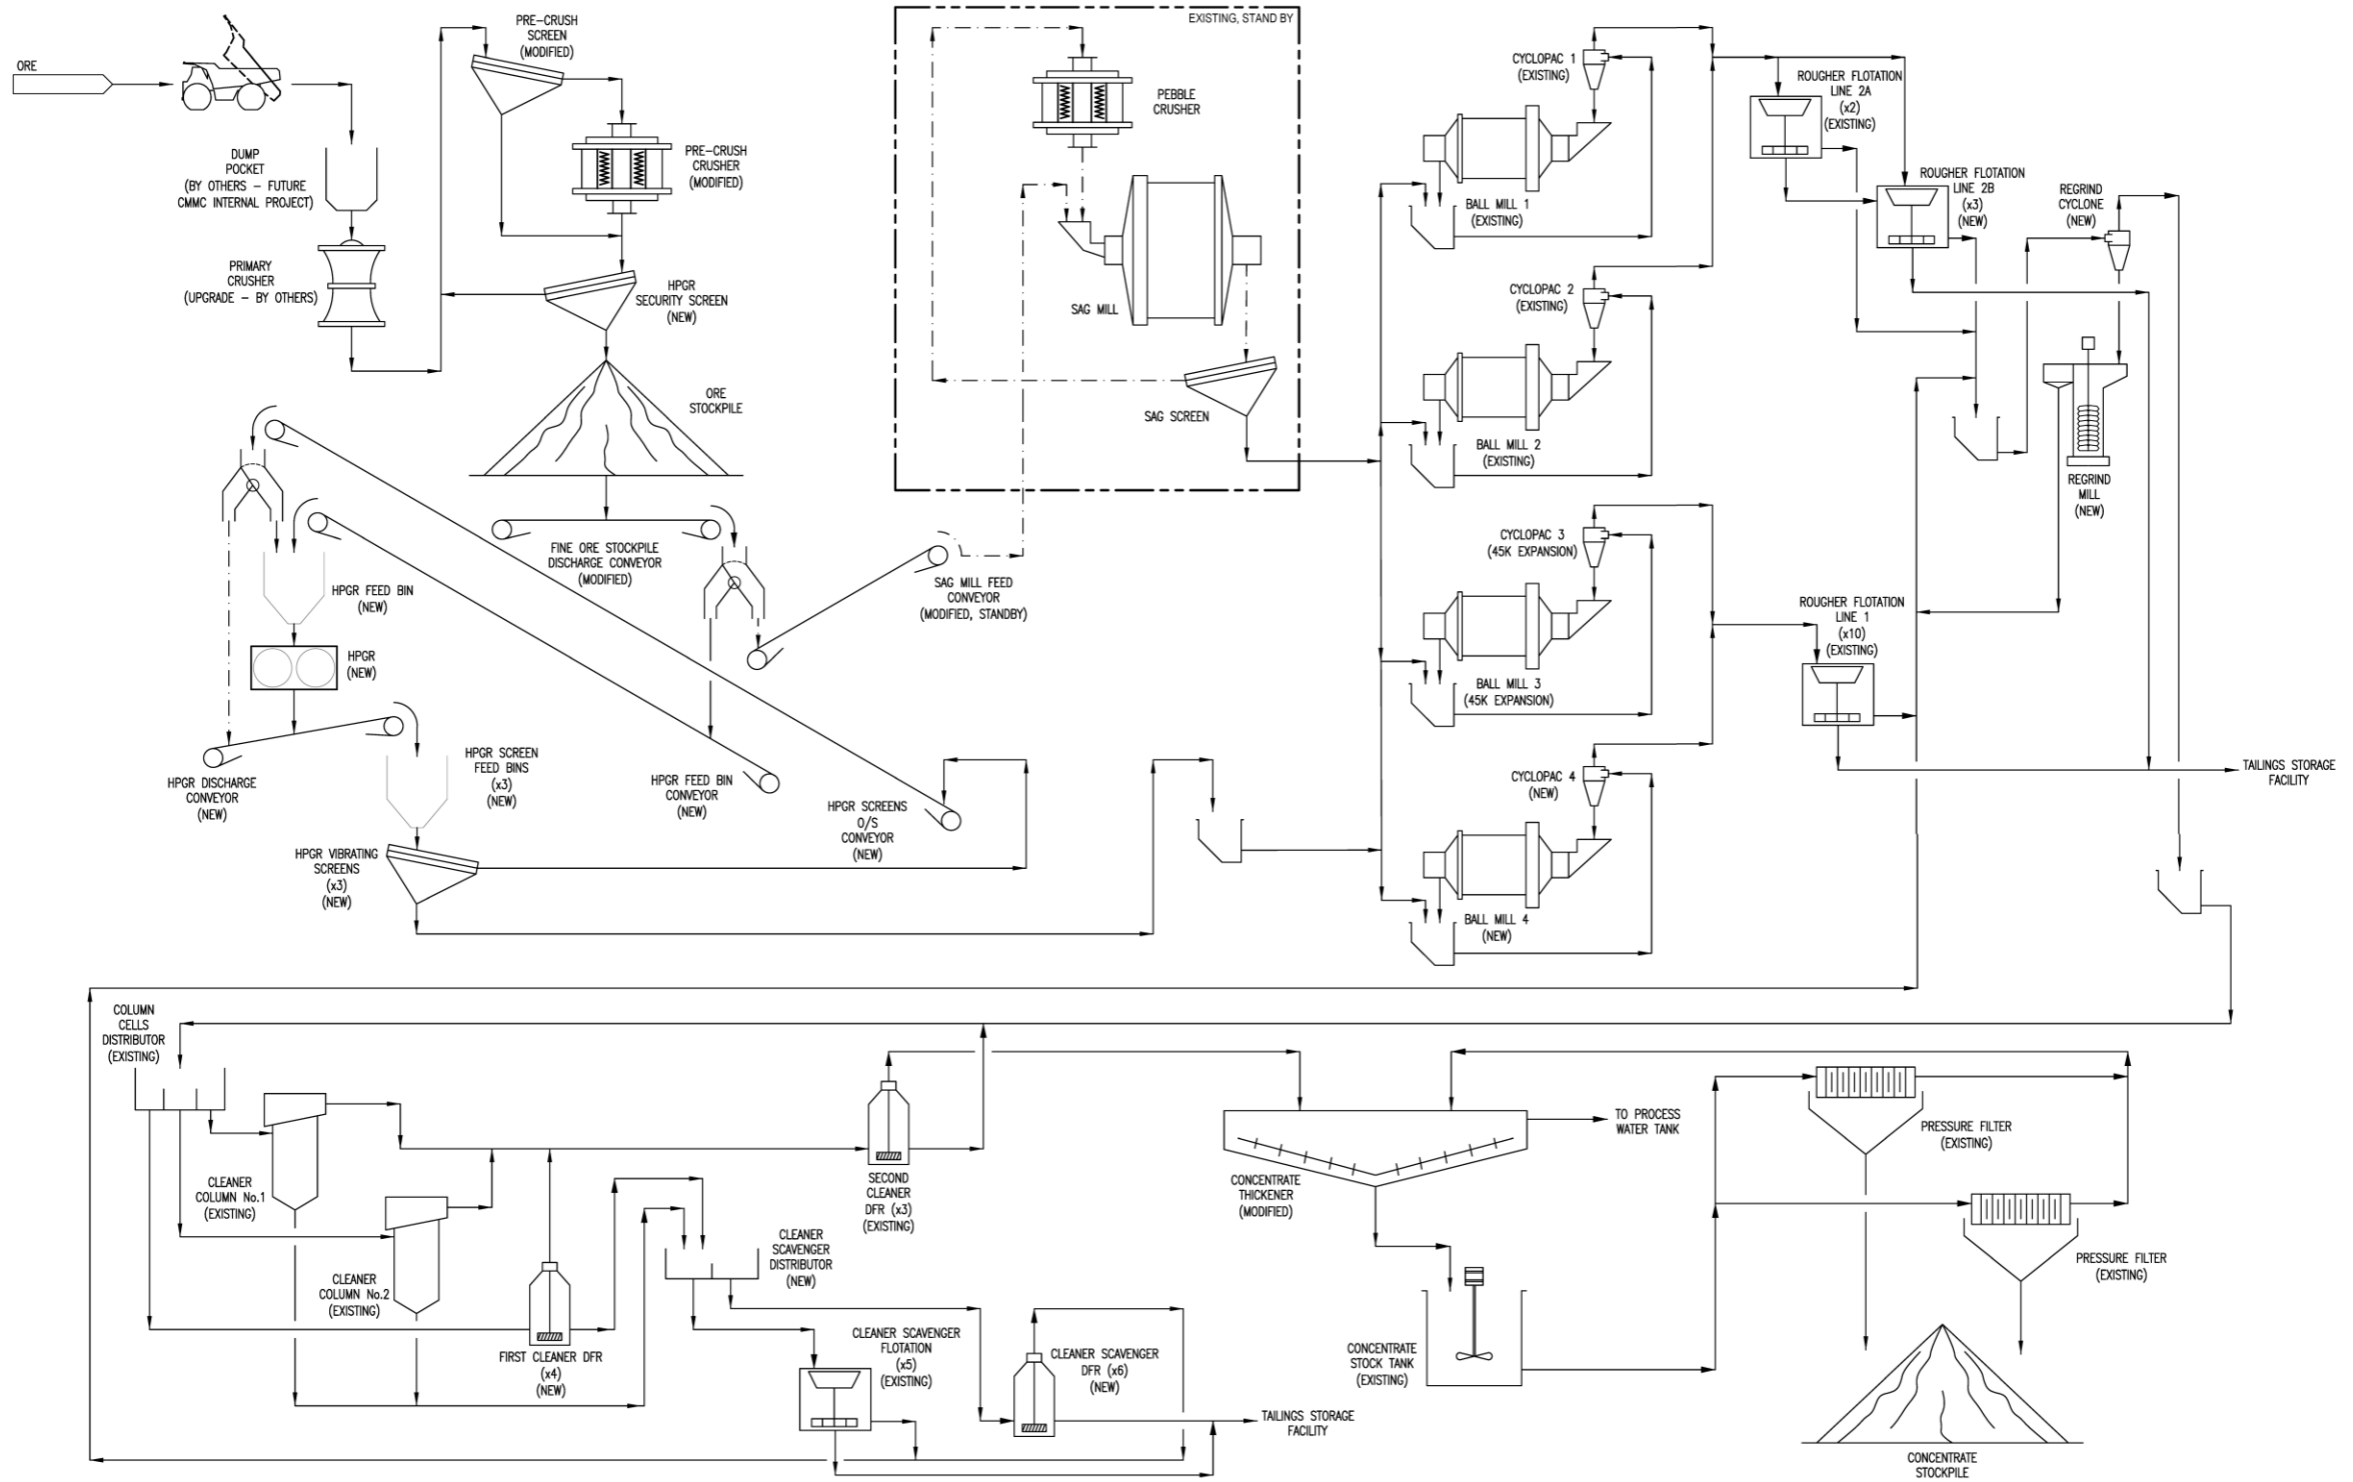 ORE
DUMP
POCKET
(BY OTHERS - FUTURE
CMMC INTERNAL PROJECT)
PRIMARY
CRUSHER
(UPGRADE - BY OTHERS)
PRE-CRUSH
SCREEN
(MODIFIED)
PRE-CRUSH
CRUSHER
(MODIFIED)
HPGR
SECURITY SCREEN
(NEW)
ORE
STOCKPILE
FINE ORE STOCKPILE
DISCHARGE CONVEYOR
(MODIFIED)
HPGR FEED BIN
(NEW)
HPGR
(NEW)
HPGR DISCHARGE
CONVEYOR
(NEW)
HPGR SCREEN
FEED BINS
(x3)
(NEW)
HPGR VIBRATING
SCREENS
(x3)
(NEW)
HPGR FEED BIN
CONVEYOR
(NEW)
HPGR SCREENS
O/S
CONVEYOR
(NEW)
SAG MILL FEED
CONVEYOR
(MODIFIED, STANDBY)
EXISTING, STAND BY
PEBBLE
CRUSHER
SAG MILL
SAG SCREEN
CYCLOPAC 1
(EXISTING)
BALL MILL 1
(EXISTING)
CYCLOPAC 2
(EXISTING)
BALL MILL 2
(EXISTING)
CYCLOPAC 3
(45K EXPANSION)
BALL MILL 3
(45K EXPANSION)
CYCLOPAC 4
(NEW)
BALL MILL 4
(NEW)
ROUGHER FLOTATION
LINE 2A
(x2)
(EXISTING)
ROUGHER FLOTATION
LINE 2B
(x3)
(NEW)
REGRIND
CYCLONE
(NEW)
REGRIND
MILL
(NEW)
ROUGHER FLOTATION
LINE 1
(x10)
(EXISTING)
TAILINGS STORAGE
FACILITY
COLUMN
CELLS
DISTRIBUTOR
(EXISTING)
CLEANER
COLUMN No.1
(EXISTING)
CLEANER
COLUMN No.2
(EXISTING)
FIRST CLEANER DFR
(x4)
(NEW)
CLEANER
SCAVENGER
DISTRIBUTOR
(NEW)
SECOND
CLEANER
DFR (x3)
(EXISTING)
CLEANER SCAVENGER
FLOTATION
(x5)
(EXISTING)
CLEANER SCAVENGER
DFR (x6)
(NEW)
TAILINGS STORAGE
FACILITY
CONCENTRATE
THICKENER
(MODIFIED)
TO PROCESS
WATER TANK
CONCENTRATE
STOCK TANK
(EXISTING)
PRESSURE FILTER
(EXISTING)
PRESSURE FILTER
(EXISTING)
CONCENTRATE
STOCKPILE